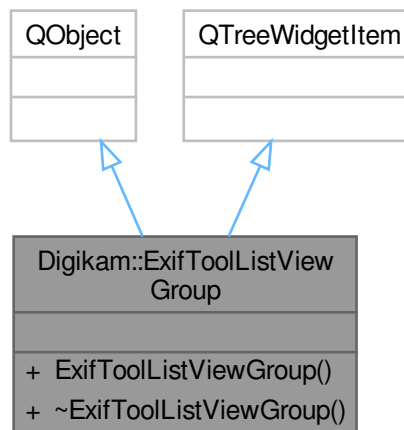 QObject
QTreeWidgetItem
Digikam::ExifToolListView
Group
+ ExifToolListViewGroup()
+ ~ExifToolListViewGroup()